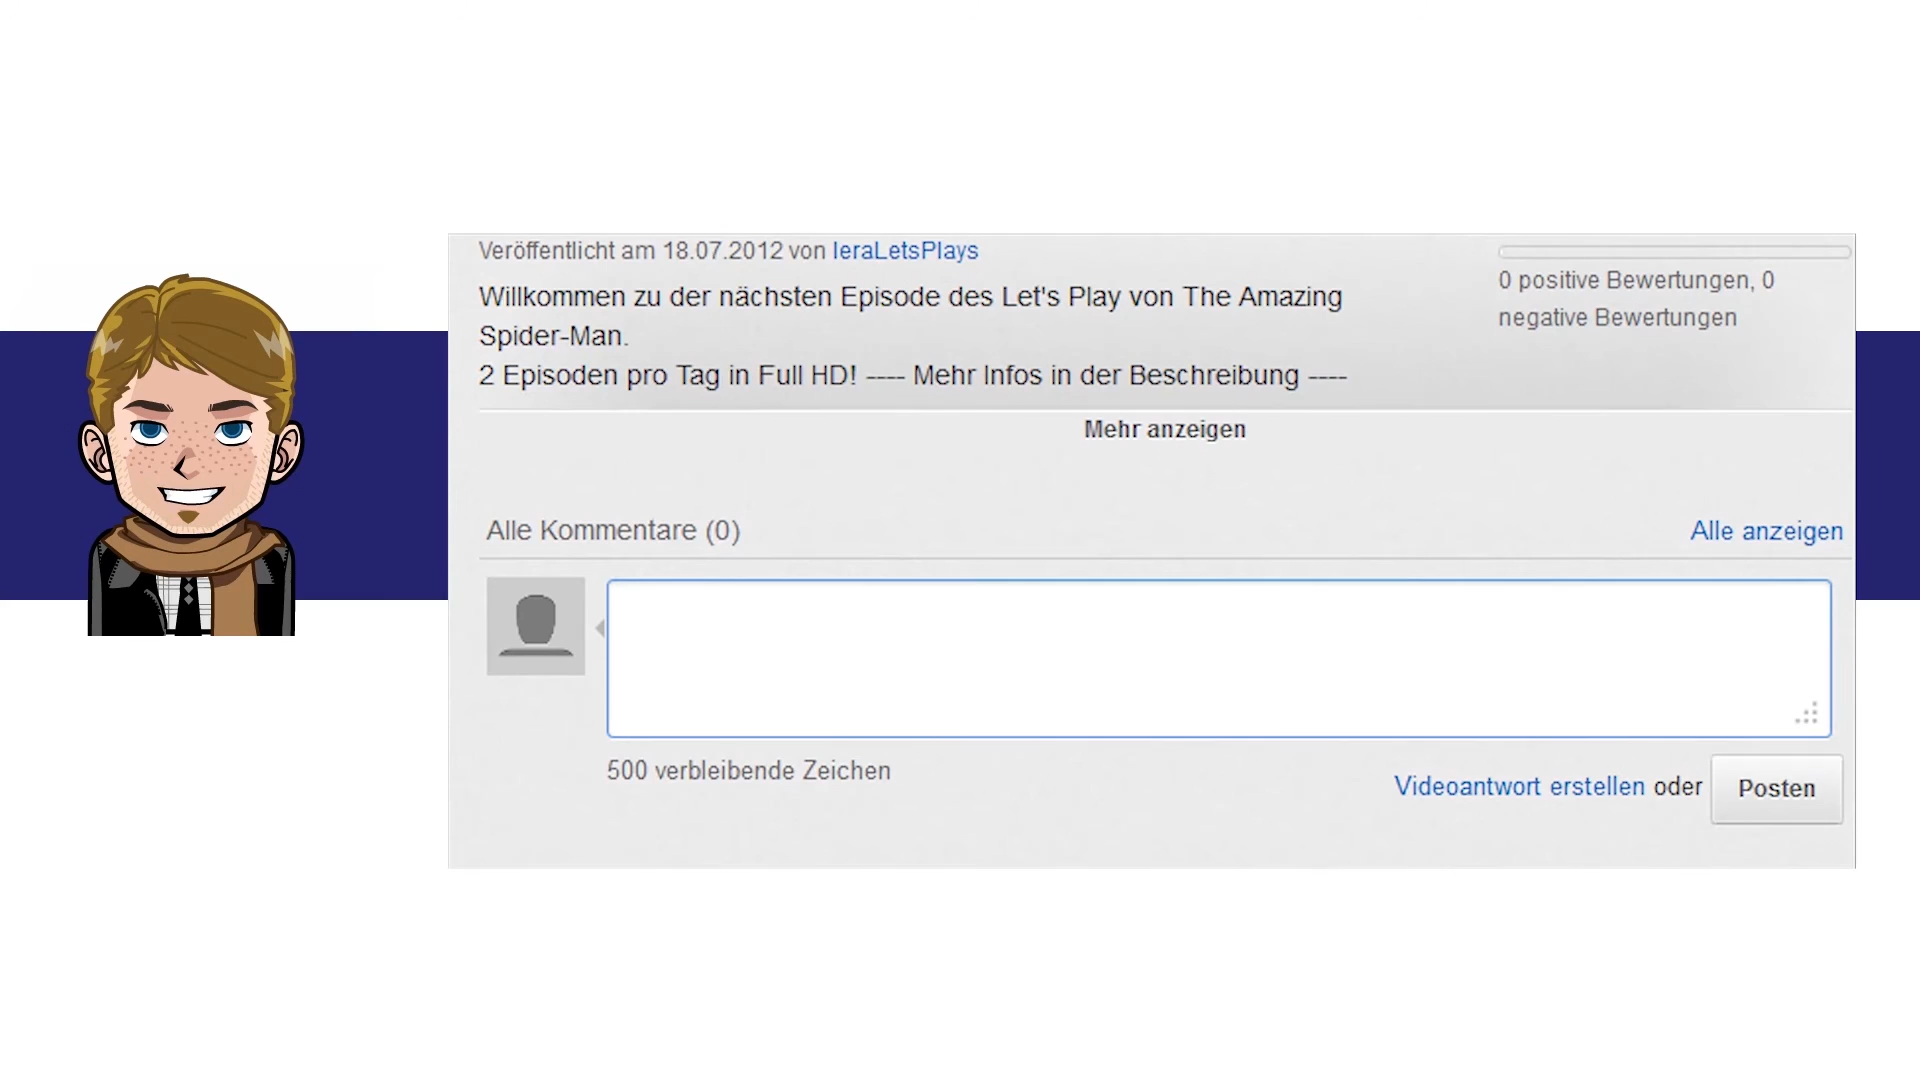 Veröffentlicht am 18.07.2012 von IeraLetsPlays
Willkommen zu der nächsten Episode des Let's Play von The Amazing
Spider-Man.
2 Episoden pro Tag in Full HD! ---- Mehr Infos in der Beschreibung ----
0 positive Bewertungen, 0
negative Bewertungen
Mehr anzeigen
Alle Kommentare (0)
Alle anzeigen
500 verbleibende Zeichen
Videoantwort erstellen oder
Posten